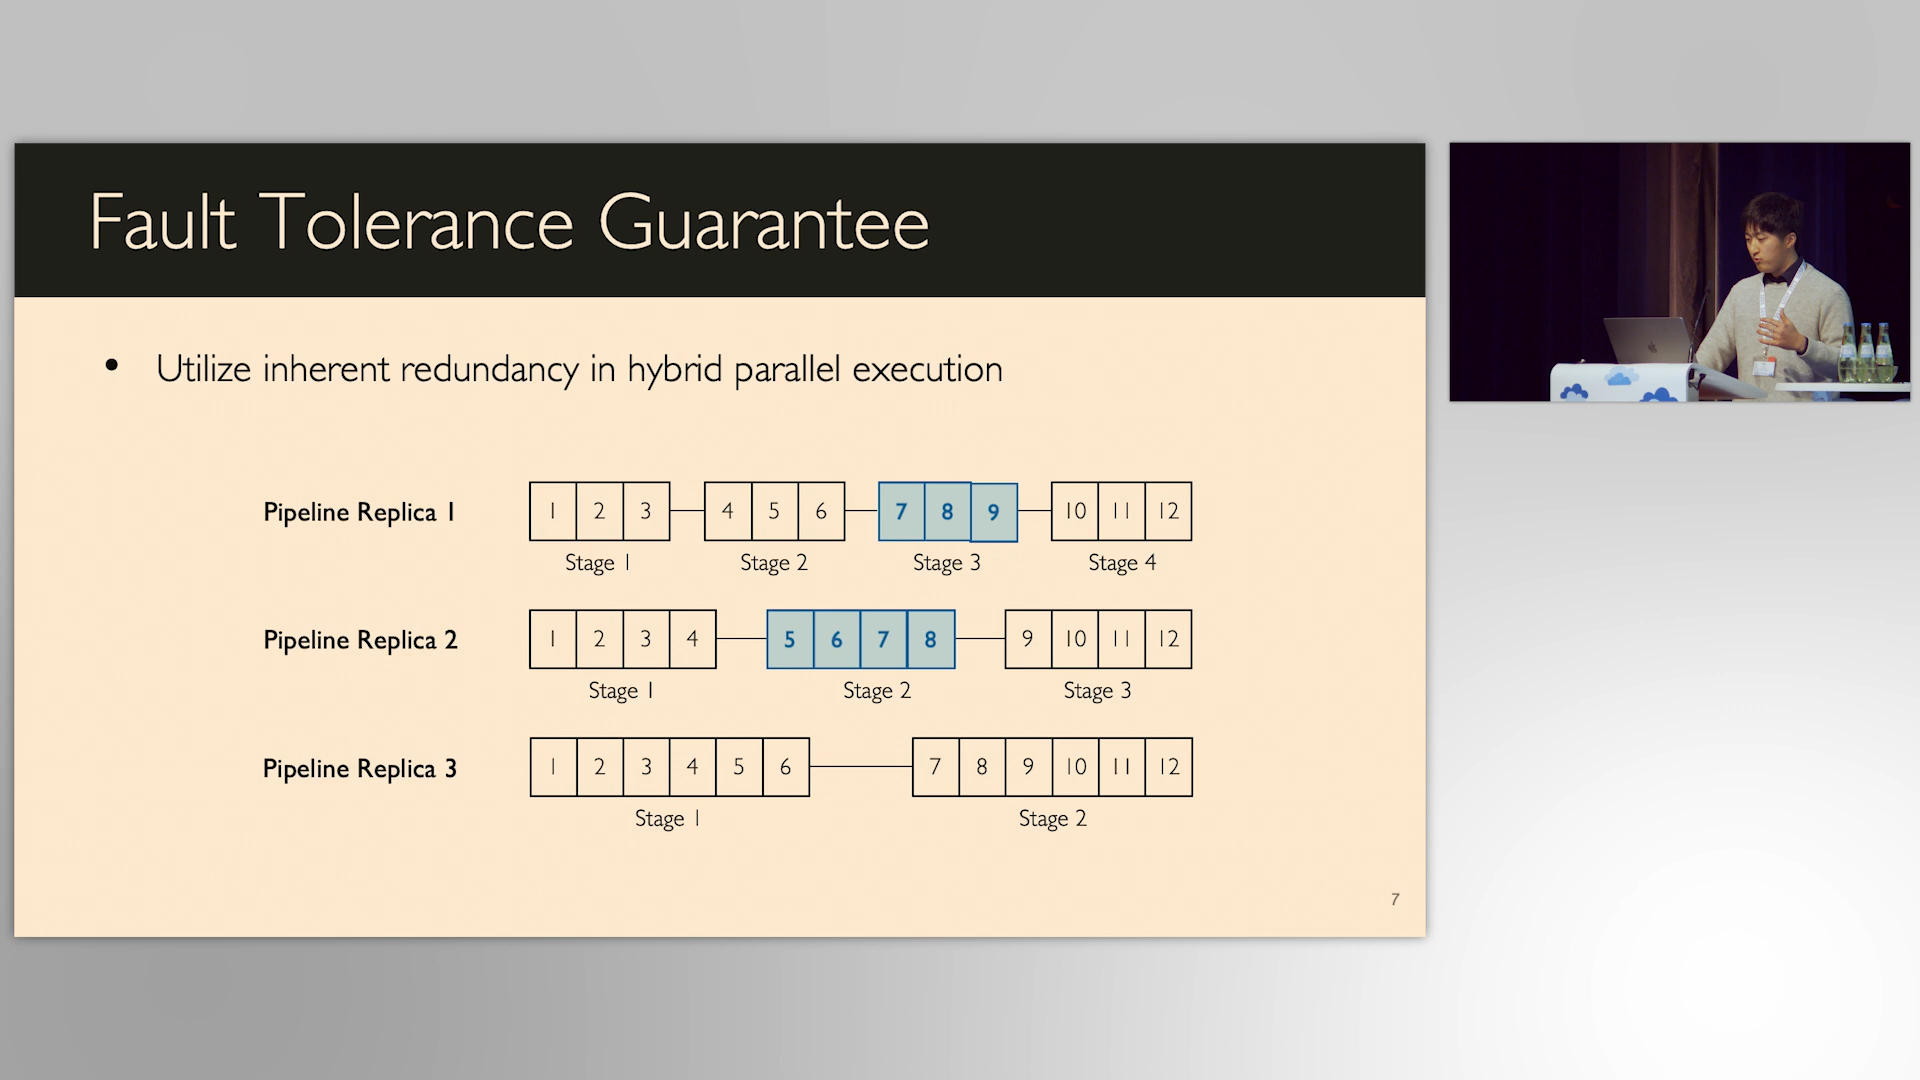 Fault Tolerance Guarantee
• Utilize inherent redundancy in hybrid parallel execution
Pipeline Replica 1 1 2 3 4 5 6 7 8 9 10 11 12
Stage 1 Stage 2 Stage 3 Stage 4
Pipeline Replica 2 1 2 3 4 5 6 7 8 9 10 11 12
Stage 1 Stage 2 Stage 3
Pipeline Replica 3 1 2 3 4 5 6 7 8 9 10 11 12
Stage 1 Stage 2
7